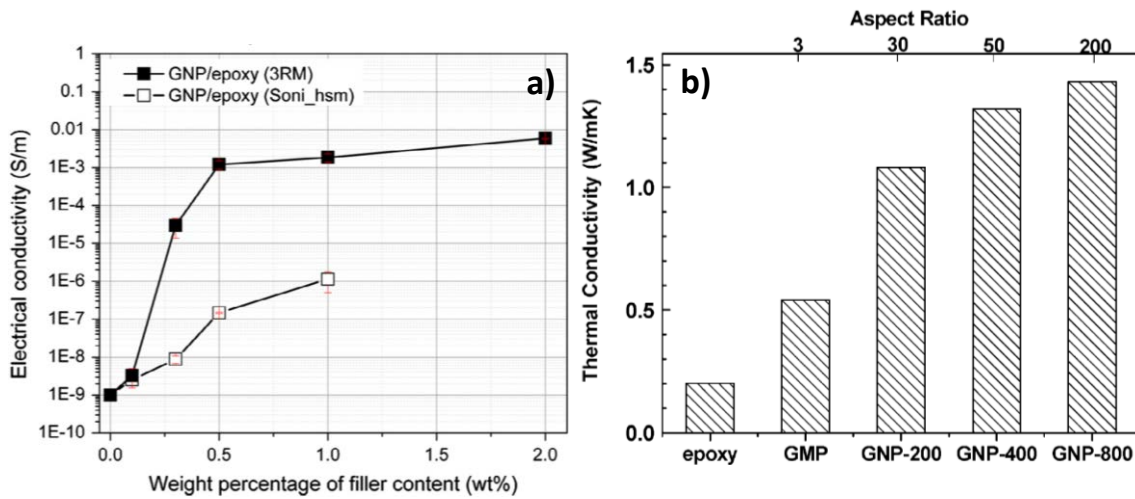 a)
GNP/epoxy (3RM)
GNP/epoxy (Soni_hsm)
Electrical conductivity (S/m)
1
0.1
0.01
1E-3
1E-4
1E-5
1E-6
1E-7
1E-8
1E-9
1E-10
0.0 0.5 1.0 1.5 2.0
Weight percentage of filler content (wt%)
b)
Aspect Ratio
3 30 50 200
Thermal Conductivity (W/mK)
1.5
1.0
0.5
0.0
epoxy GMP GNP-200 GNP-400 GNP-800